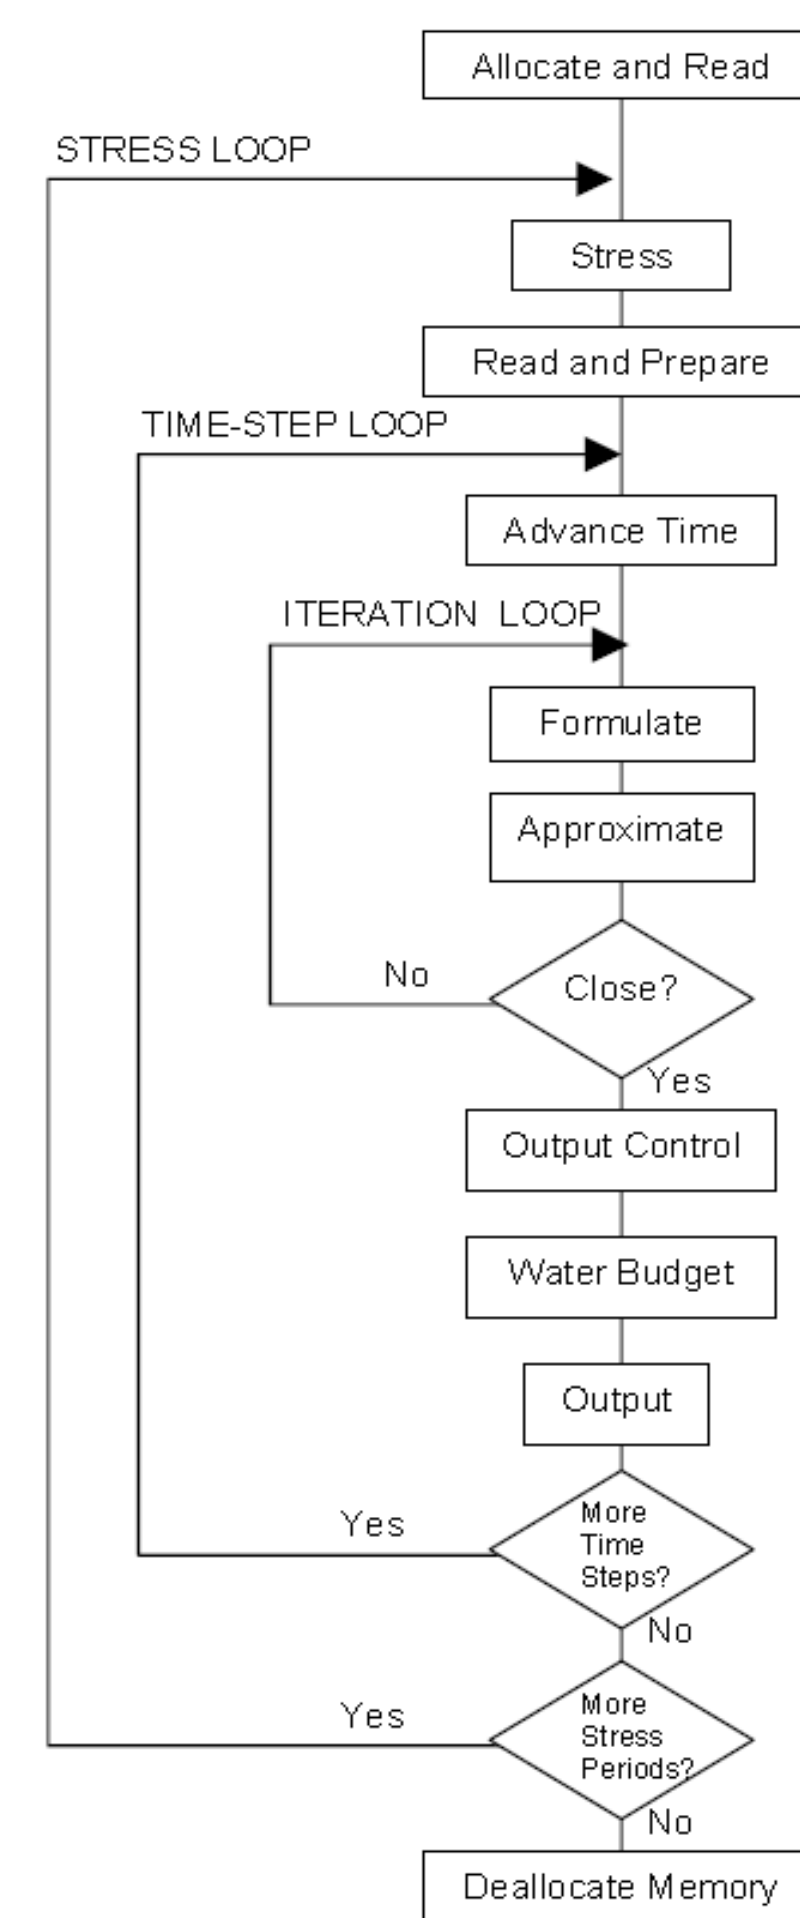 Allocate and Read
STRESS LOOP
Stress
Read and Prepare
TIME-STEP LOOP
Advance Time
ITERATION LOOP
Formulate
Approximate
Close?
No
Yes
Output Control
Water Budget
Output
More
Time
Steps?
Yes
No
More
Stress
Periods?
Yes
No
Deallocate Memory